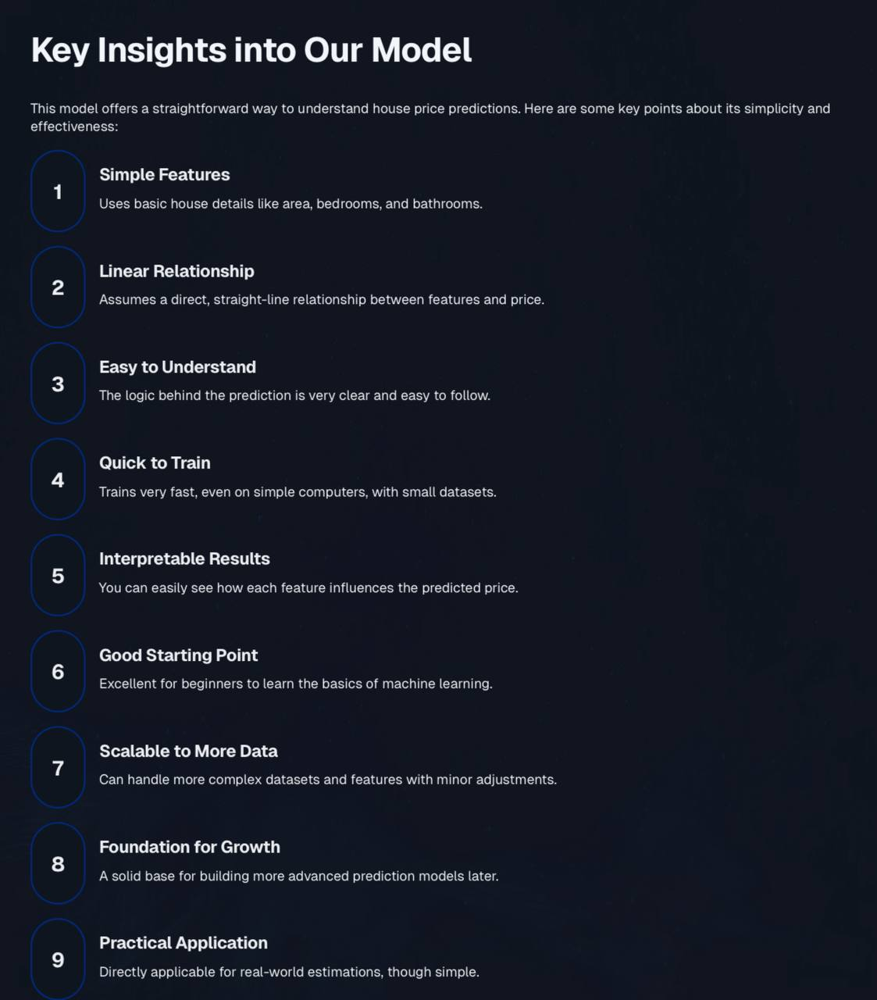 Key Insights into Our Model
This model offers a straightforward way to understand house price predictions. Here are some key points about its simplicity and
effectiveness:
1
Simple Features
Uses basic house details like area, bedrooms, and bathrooms.
2
Linear Relationship
Assumes a direct, straight-line relationship between features and price.
3
Easy to Understand
The logic behind the prediction is very clear and easy to follow.
4
Quick to Train
Trains very fast, even on simple computers, with small datasets.
5
Interpretable Results
You can easily see how each feature influences the predicted price.
6
Good Starting Point
Excellent for beginners to learn the basics of machine learning.
7
Scalable to More Data
Can handle more complex datasets and features with minor adjustments.
8
Foundation for Growth
A solid base for building more advanced prediction models later.
9
Practical Application
Directly applicable for real-world estimations, though simple.